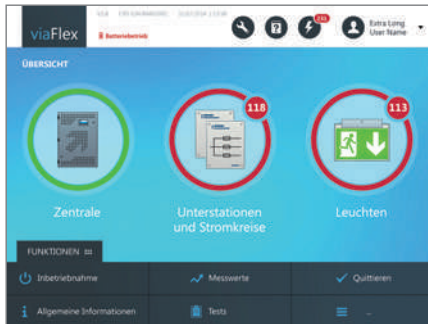 viaFlex
Batteriebetrieb
Extra Long
User Name
ÜBERSICHT
118
113
Zentrale
Unterstationen
und Stromkreise
Leuchten
FUNKTIONEN
Inbetriebnahme
Messwerte
Quittieren
Allgemeine Informationen
Tests
..